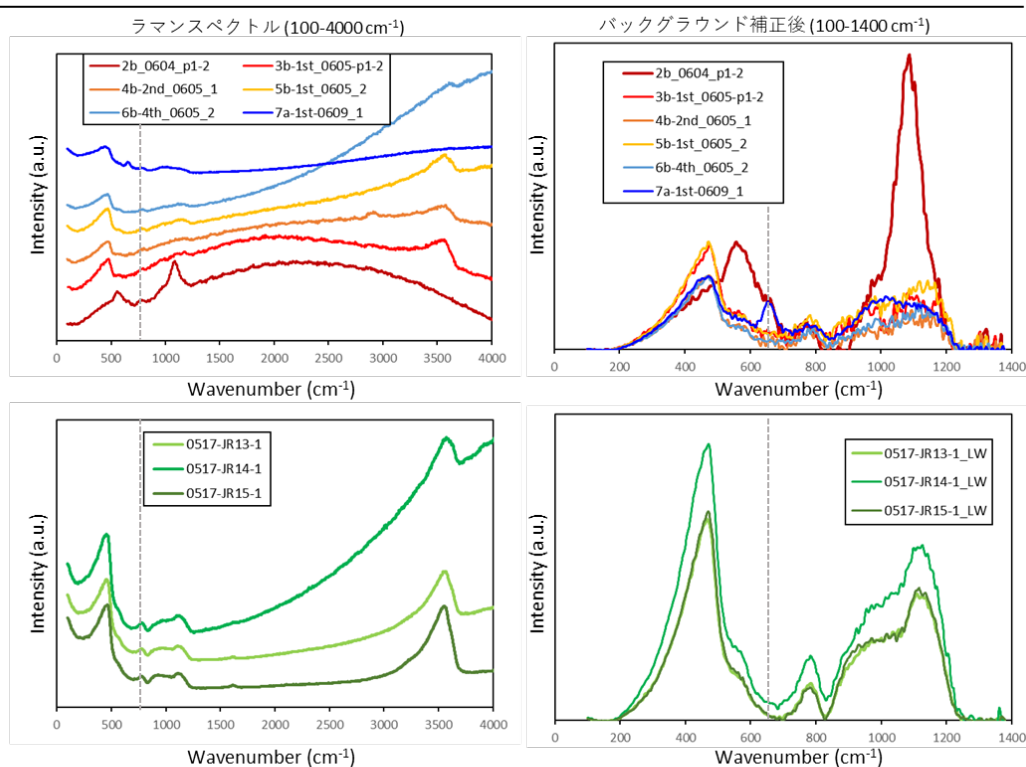 ラマンスペクトル (100-4000 cm⁻¹)
バックグラウンド補正後 (100-1400 cm⁻¹)
Intensity (a.u.)
2b_0604_p1-2
3b-1st_0605-p1-2
4b-2nd_0605_1
5b-1st_0605_2
6b-4th_0605_2
7a-1st-0609_1
0 500 1000 1500 2000 2500 3000 3500 4000
Wavenumber (cm⁻¹)
Intensity (a.u.)
2b_0604_p1-2
3b-1st_0605-p1-2
4b-2nd_0605_1
5b-1st_0605_2
6b-4th_0605_2
7a-1st-0609_1
0 200 400 600 800 1000 1200 1400
Wavenumber (cm⁻¹)
Intensity (a.u.)
0517-JR13-1
0517-JR14-1
0517-JR15-1
0 500 1000 1500 2000 2500 3000 3500 4000
Wavenumber (cm⁻¹)
Intensity (a.u.)
0517-JR13-1_LW
0517-JR14-1_LW
0517-JR15-1_LW
0 200 400 600 800 1000 1200 1400
Wavenumber (cm⁻¹)